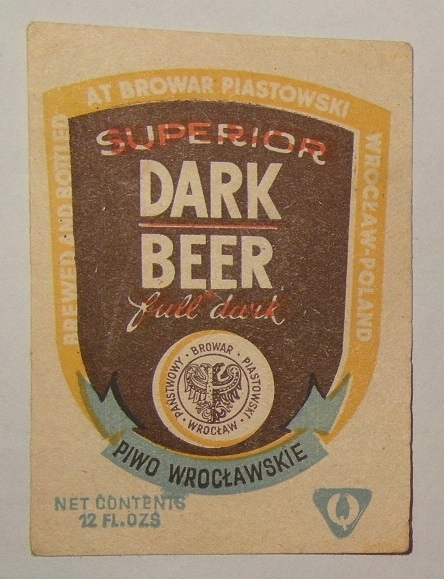 BREWED AND BOTTLED
AT BROWAR PIASTOWSKI
WROCŁAW-POLAND
SUPERIOR
DARK
BEER
full dark
PAŃSTWOWY · BROWAR · PIASTOWSKI
· WROCŁAW ·
PIWO WROCŁAWSKIE
NET CONTENTS
12 FL.OZS